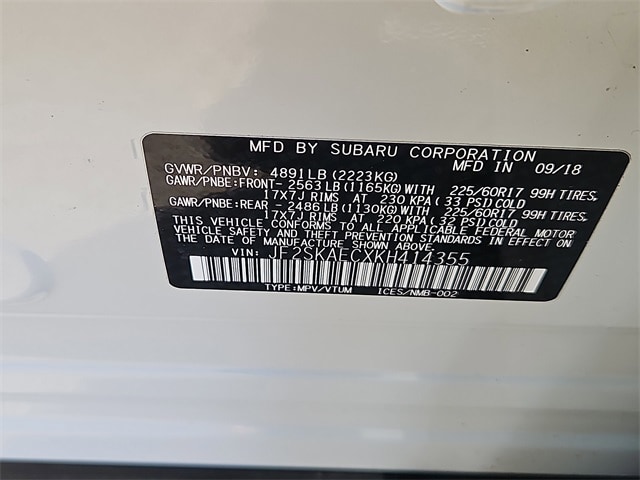 MFD BY SUBARU CORPORATION
GVWR/PNBV: 4891LB(2223KG) MFD IN 09/18
GAWR/PNBE:FRONT- 2563LB(1165KG)WITH 225/60R17 99H TIRES,
17X7J RIMS AT 230 KPA( 33 PSI)COLD
GAWR/PNBE:REAR - 2486LB(1130KG)WITH 225/60R17 99H TIRES,
17X7J RIMS AT 220 KPA( 33 PSI)COLD
THIS VEHICLE CONFORMS TO ALL APPLICABLE FEDERAL MOTOR
VEHICLE SAFETY AND THEFT PREVENTION STANDARDS IN EFFECT ON
THE DATE OF MANUFACTURE SHOWN ABOVE.
VIN: JF2SKAECXKH414355
TYPE:MPV/VTUM ICES/NMB-002